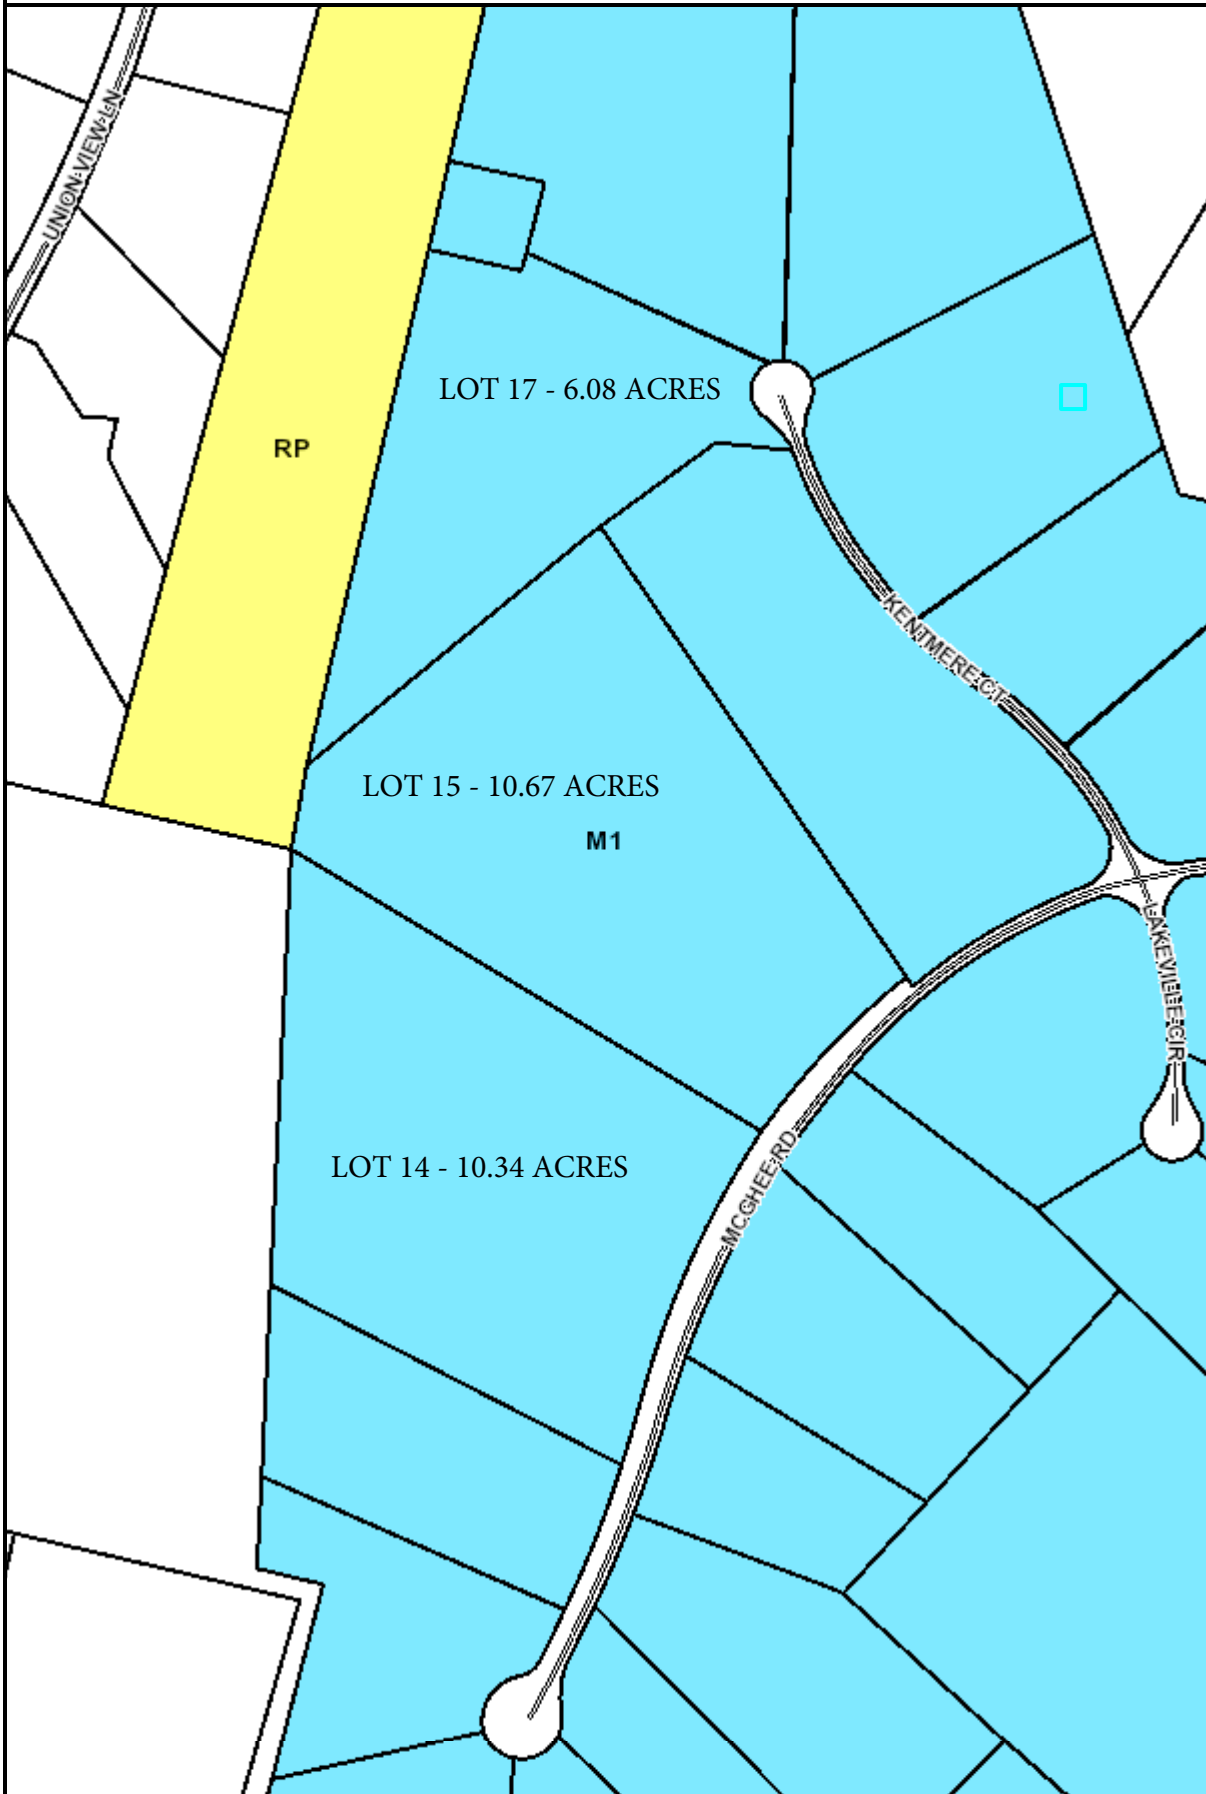 UNION VIEW LN
LOT 17 - 6.08 ACRES
RP
KENTMERE CT
LOT 15 - 10.67 ACRES
M1
LAKEVILLE CIR
MCGHEE RD
LOT 14 - 10.34 ACRES